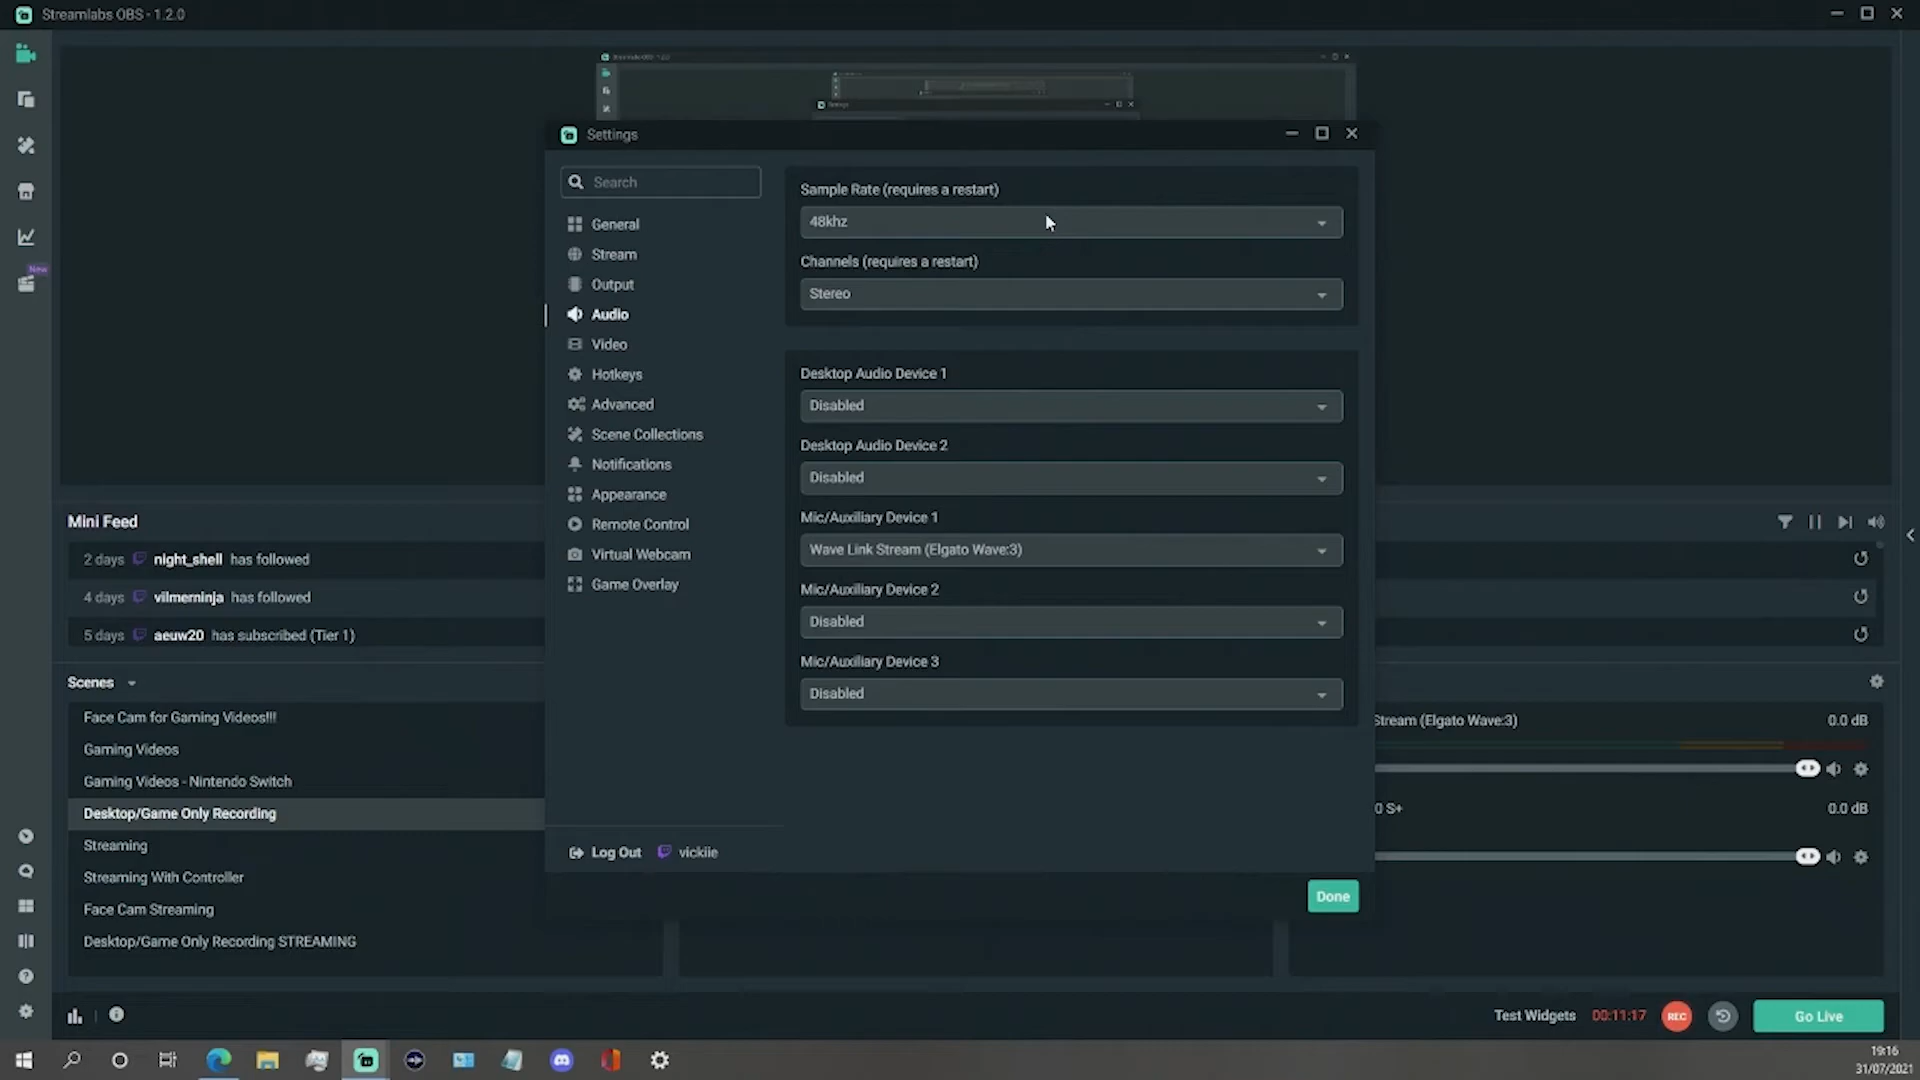 Streamlabs OBS - 1.2.0
Settings
Search
General
Stream
Output
Audio
Video
Hotkeys
Advanced
Scene Collections
Notifications
Appearance
Remote Control
Virtual Webcam
Game Overlay
Log Out vickiie
Sample Rate (requires a restart)
48khz
Channels (requires a restart)
Stereo
Desktop Audio Device 1
Disabled
Desktop Audio Device 2
Disabled
Mic/Auxiliary Device 1
Wave Link Stream (Elgato Wave:3)
Mic/Auxiliary Device 2
Disabled
Mic/Auxiliary Device 3
Disabled
Done
New
Mini Feed
2 days night_shell has followed
4 days vilmerninja has followed
5 days aeuw20 has subscribed (Tier 1)
Scenes
Face Cam for Gaming Videos!!!
Gaming Videos
Gaming Videos - Nintendo Switch
Desktop/Game Only Recording
Streaming
Streaming With Controller
Face Cam Streaming
Desktop/Game Only Recording STREAMING
Stream (Elgato Wave:3) 0.0 dB
0 S+ 0.0 dB
Test Widgets 00:11:17 REC Go Live
19:16
31/07/2021